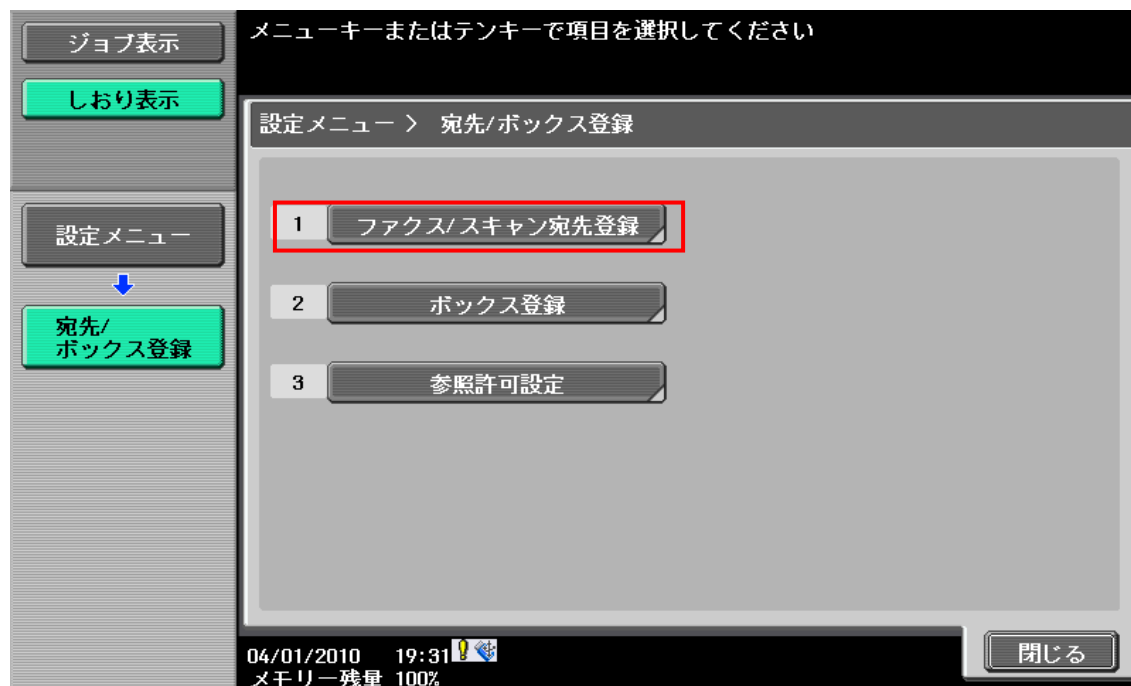 ジョブ表示
しおり表示
設定メニュー
宛先/
ボックス登録
メニューキーまたはテンキーで項目を選択してください
設定メニュー > 宛先/ボックス登録
1 ファクス/スキャン宛先登録
2 ボックス登録
3 参照許可設定
04/01/2010 19:31
メモリー残量 100%
閉じる